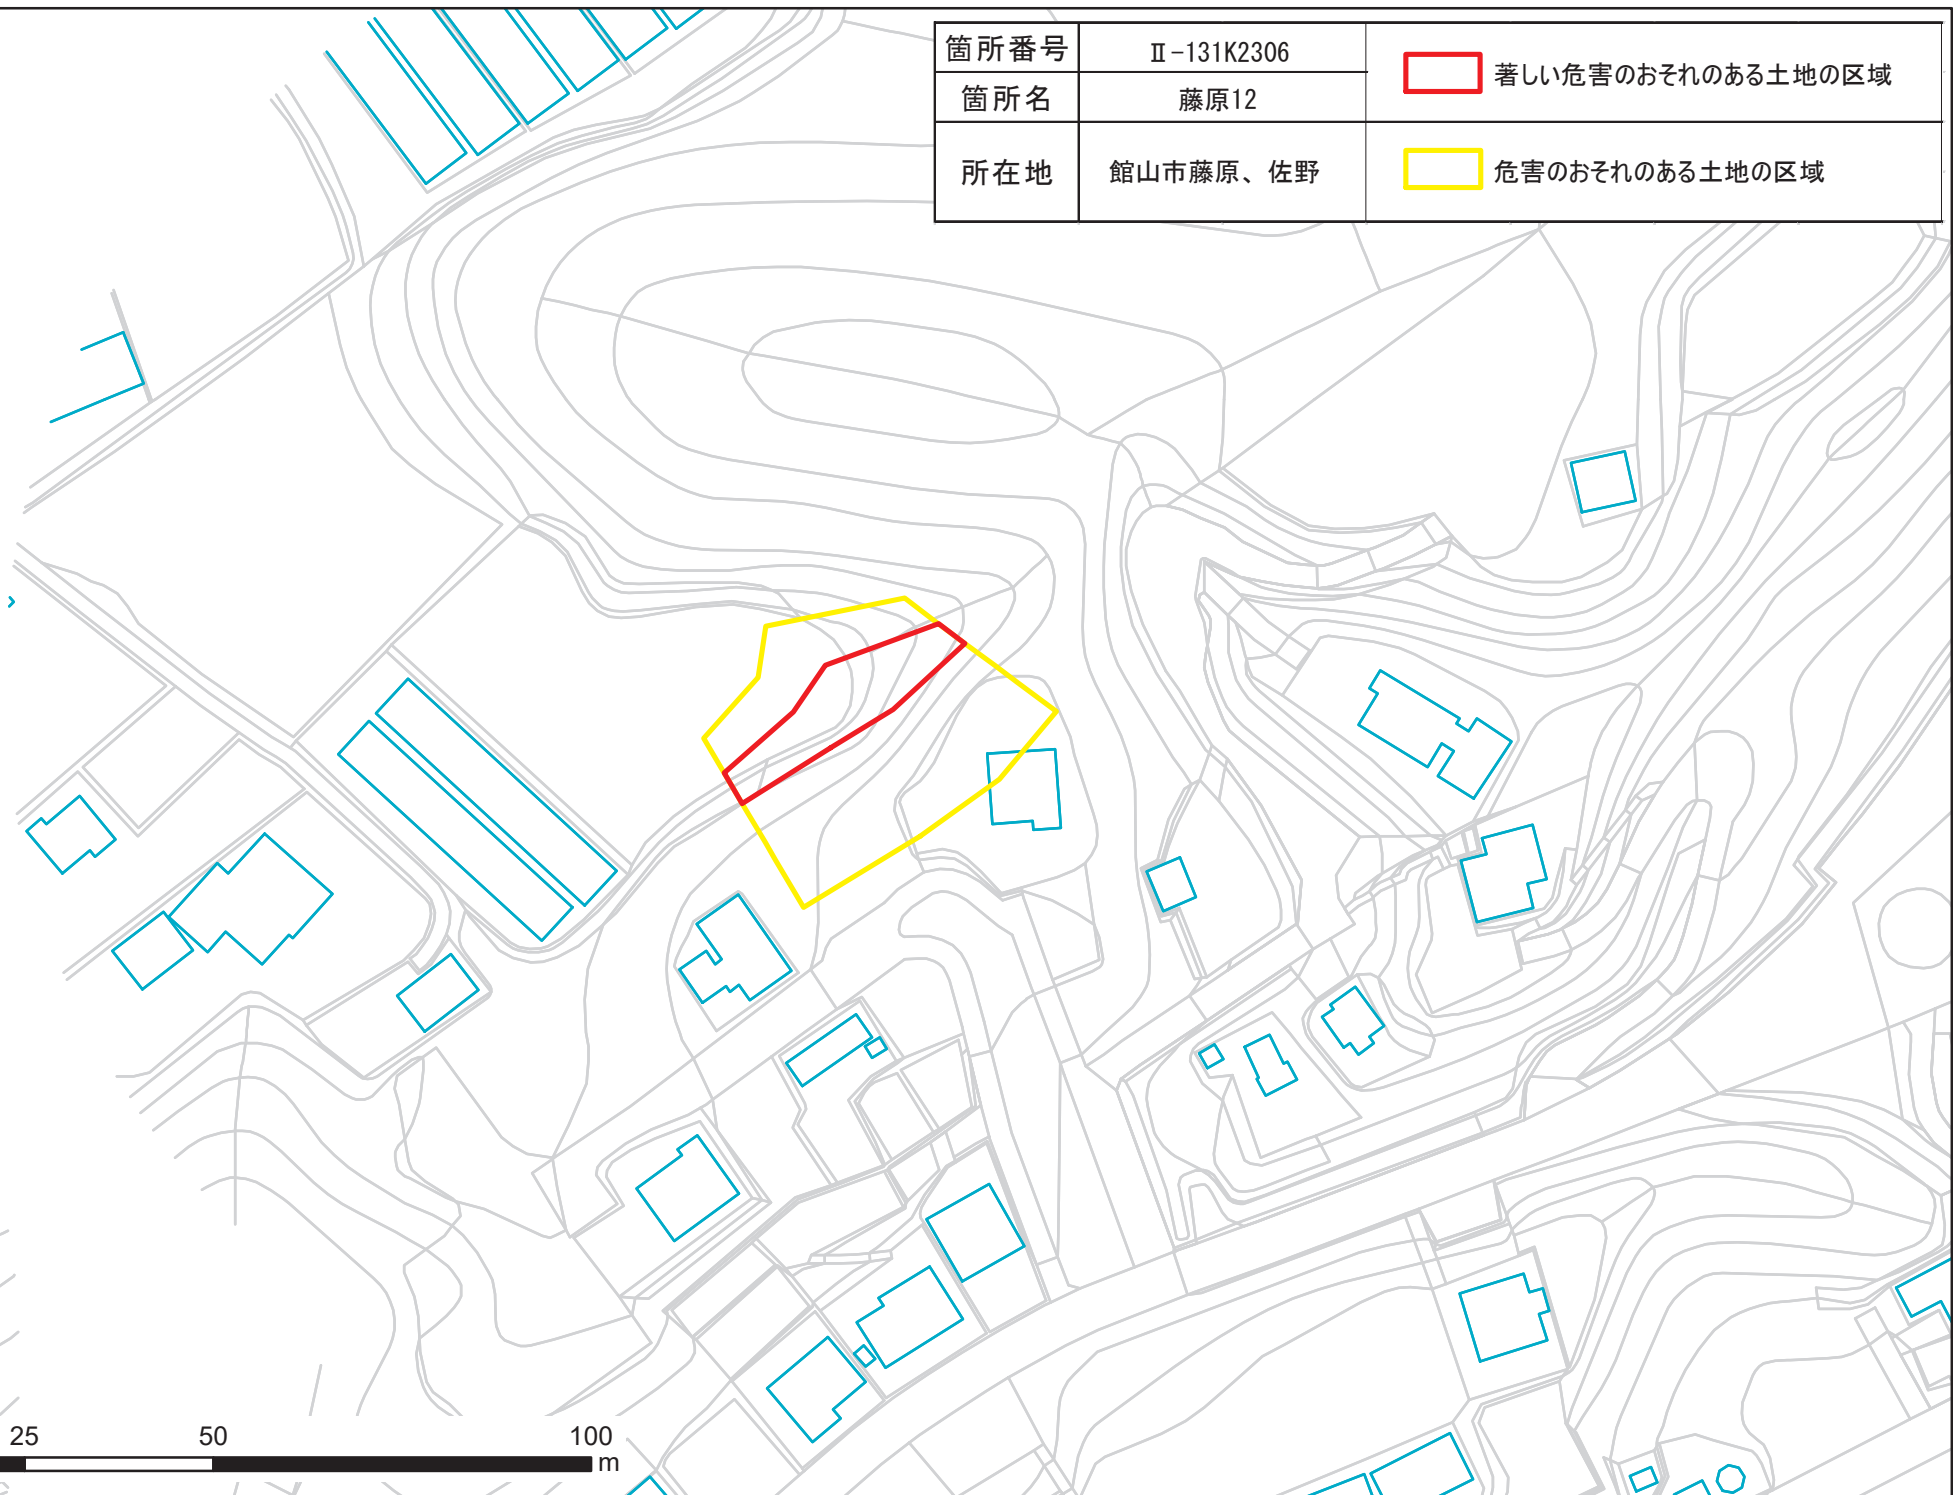 箇所番号 Ⅱ-131K2306
著しい危害のおそれのある土地の区域
箇所名 藤原12
所在地 館山市藤原、佐野
危害のおそれのある土地の区域
25 50 100
m